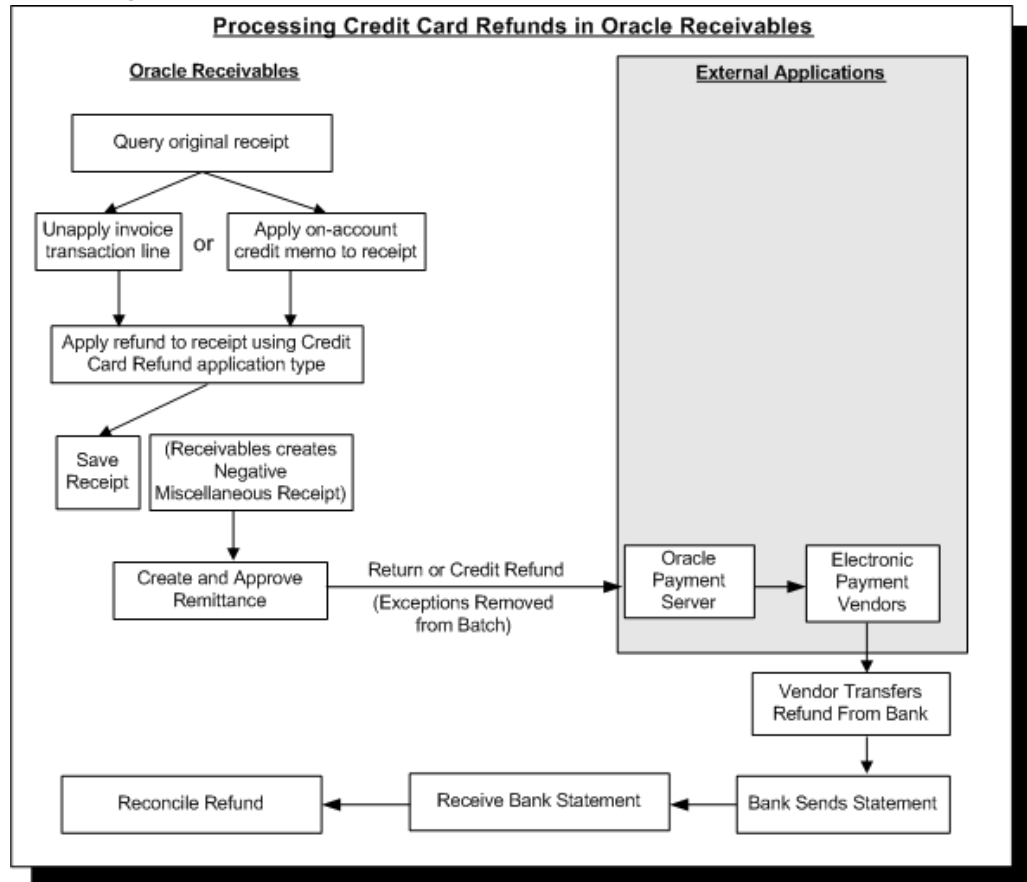 Processing Credit Card Refunds in Oracle Receivables
Oracle Receivables
External Applications
Query original receipt
Unapply invoice
transaction line
or
Apply on-account
credit memo to receipt
Apply refund to receipt using Credit
Card Refund application type
Save
Receipt
(Receivables creates
Negative
Miscellaneous Receipt)
Create and Approve
Remittance
Return or Credit Refund
(Exceptions Removed
from Batch)
Oracle
Payment
Server
Electronic
Payment
Vendors
Vendor Transfers
Refund From Bank
Bank Sends Statement
Receive Bank Statement
Reconcile Refund